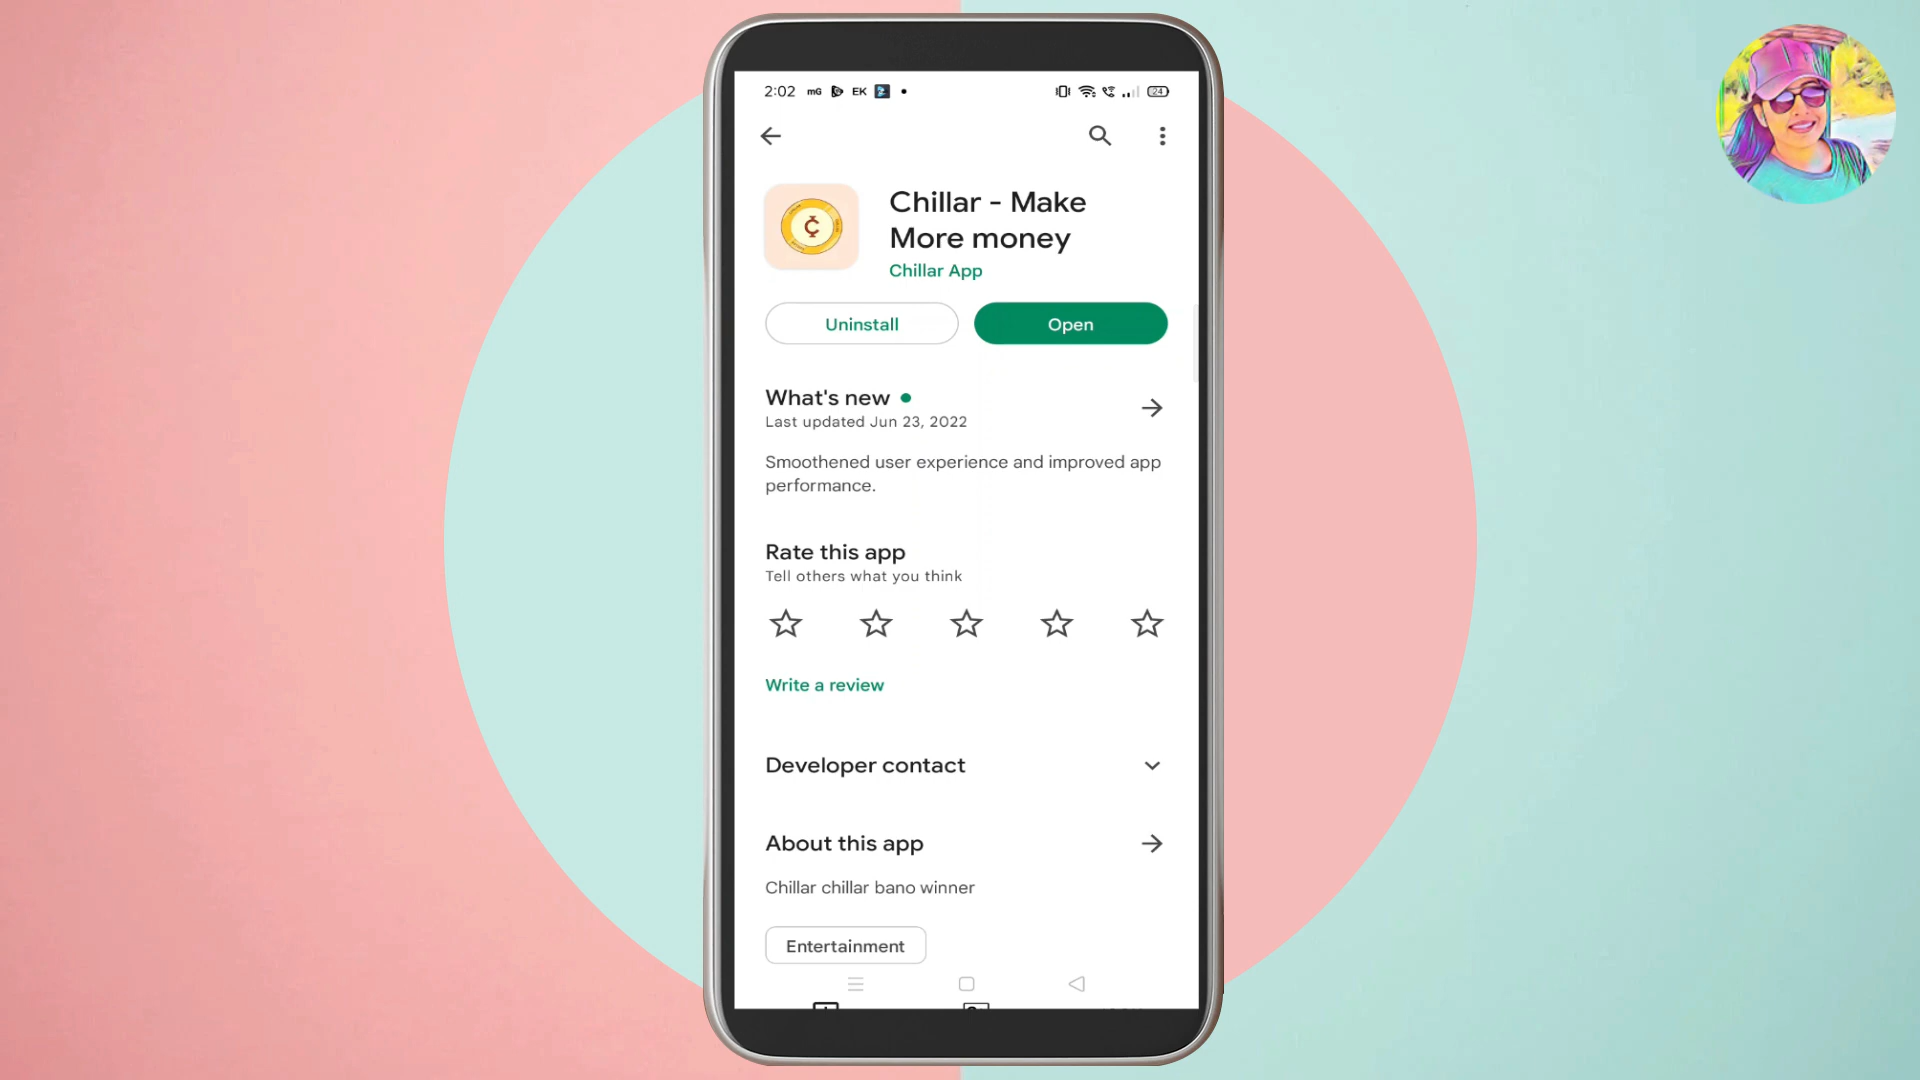 2:02 mG EK 24
Chillar - Make
More money
Chillar App
Uninstall Open
What's new
Last updated Jun 23, 2022
Smoothened user experience and improved app
performance.
Rate this app
Tell others what you think
Write a review
Developer contact
About this app
Chillar chillar bano winner
Entertainment